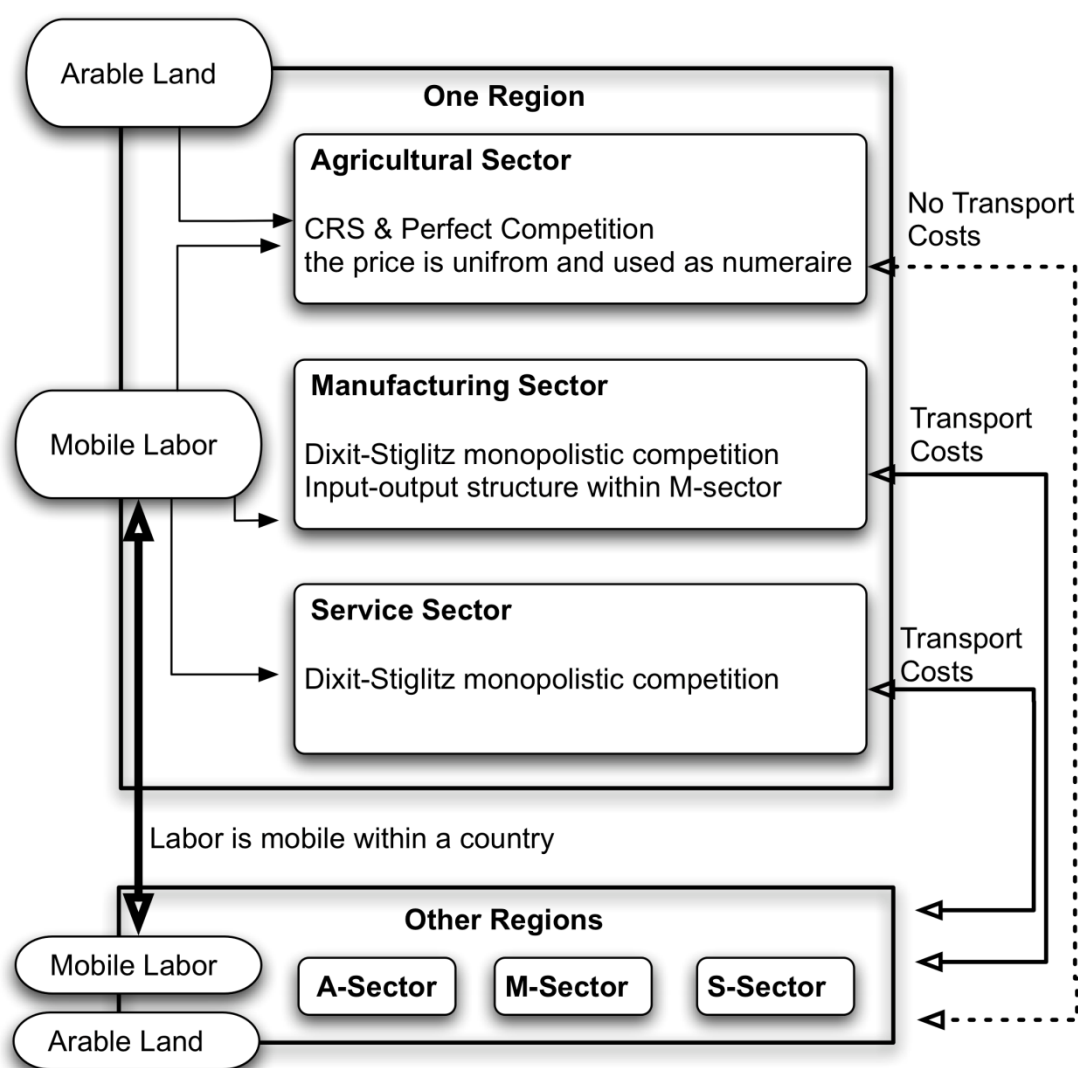 Arable Land
One Region
Agricultural Sector
CRS & Perfect Competition
the price is unifrom and used as numeraire
No Transport
Costs
Manufacturing Sector
Dixit-Stiglitz monopolistic competition
Input-output structure within M-sector
Mobile Labor
Transport
Costs
Service Sector
Dixit-Stiglitz monopolistic competition
Transport
Costs
Labor is mobile within a country
Other Regions
Mobile Labor
A-Sector
M-Sector
S-Sector
Arable Land